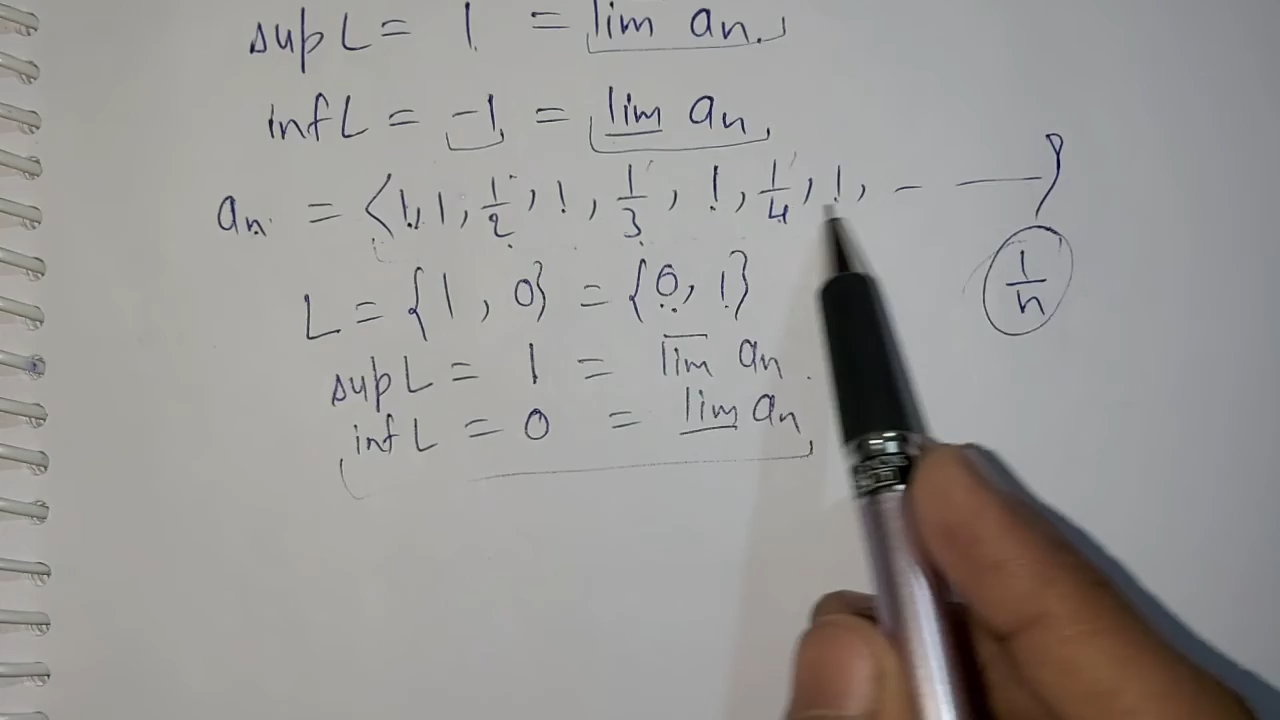 sup L = 1 = lim an.
inf L = -1 = lim an,
an = <1, 1, 1/2, 1, 1/3, 1, 1/4, 1, - — >
1/n
L = {1, 0} = {0, 1}
sup L = 1 = lim an.
inf L = 0 = lim an,